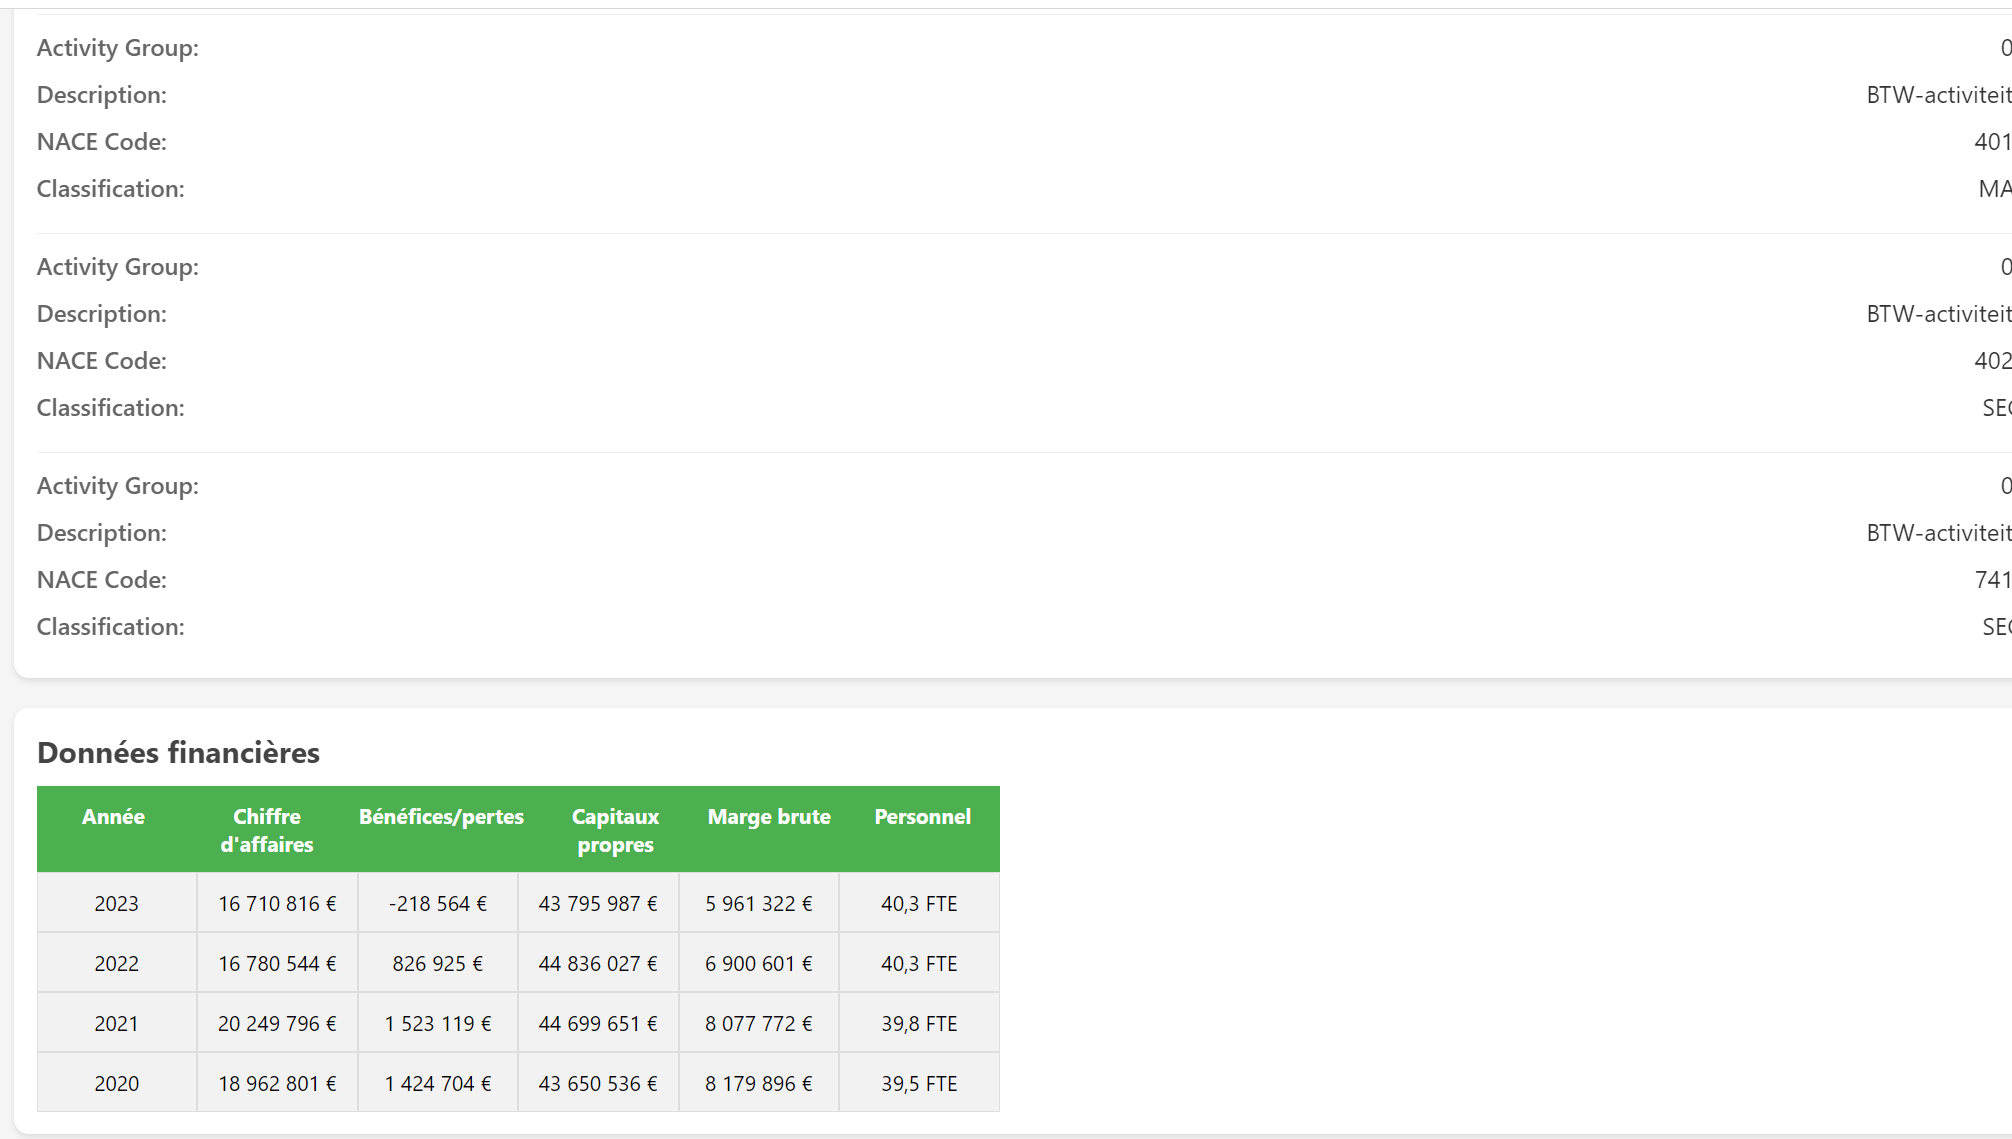 Activity Group: 0
Description: BTW-activiteit
NACE Code: 401
Classification: MA
Activity Group: 0
Description: BTW-activiteit
NACE Code: 402
Classification: SEC
Activity Group: 0
Description: BTW-activiteit
NACE Code: 741
Classification: SEC
Données financières
Année Chiffre d'affaires Bénéfices/pertes Capitaux propres Marge brute Personnel
2023 16 710 816 € -218 564 € 43 795 987 € 5 961 322 € 40,3 FTE
2022 16 780 544 € 826 925 € 44 836 027 € 6 900 601 € 40,3 FTE
2021 20 249 796 € 1 523 119 € 44 699 651 € 8 077 772 € 39,8 FTE
2020 18 962 801 € 1 424 704 € 43 650 536 € 8 179 896 € 39,5 FTE